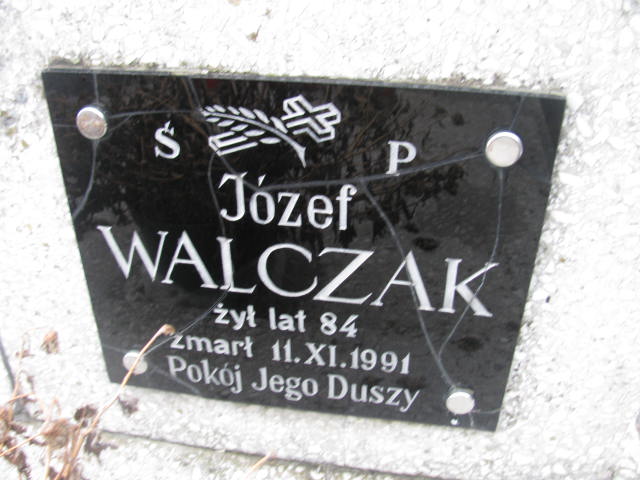 Ś P
Józef
WALCZAK
żył lat 84
zmarł 11.XI.1991
Pokój Jego Duszy